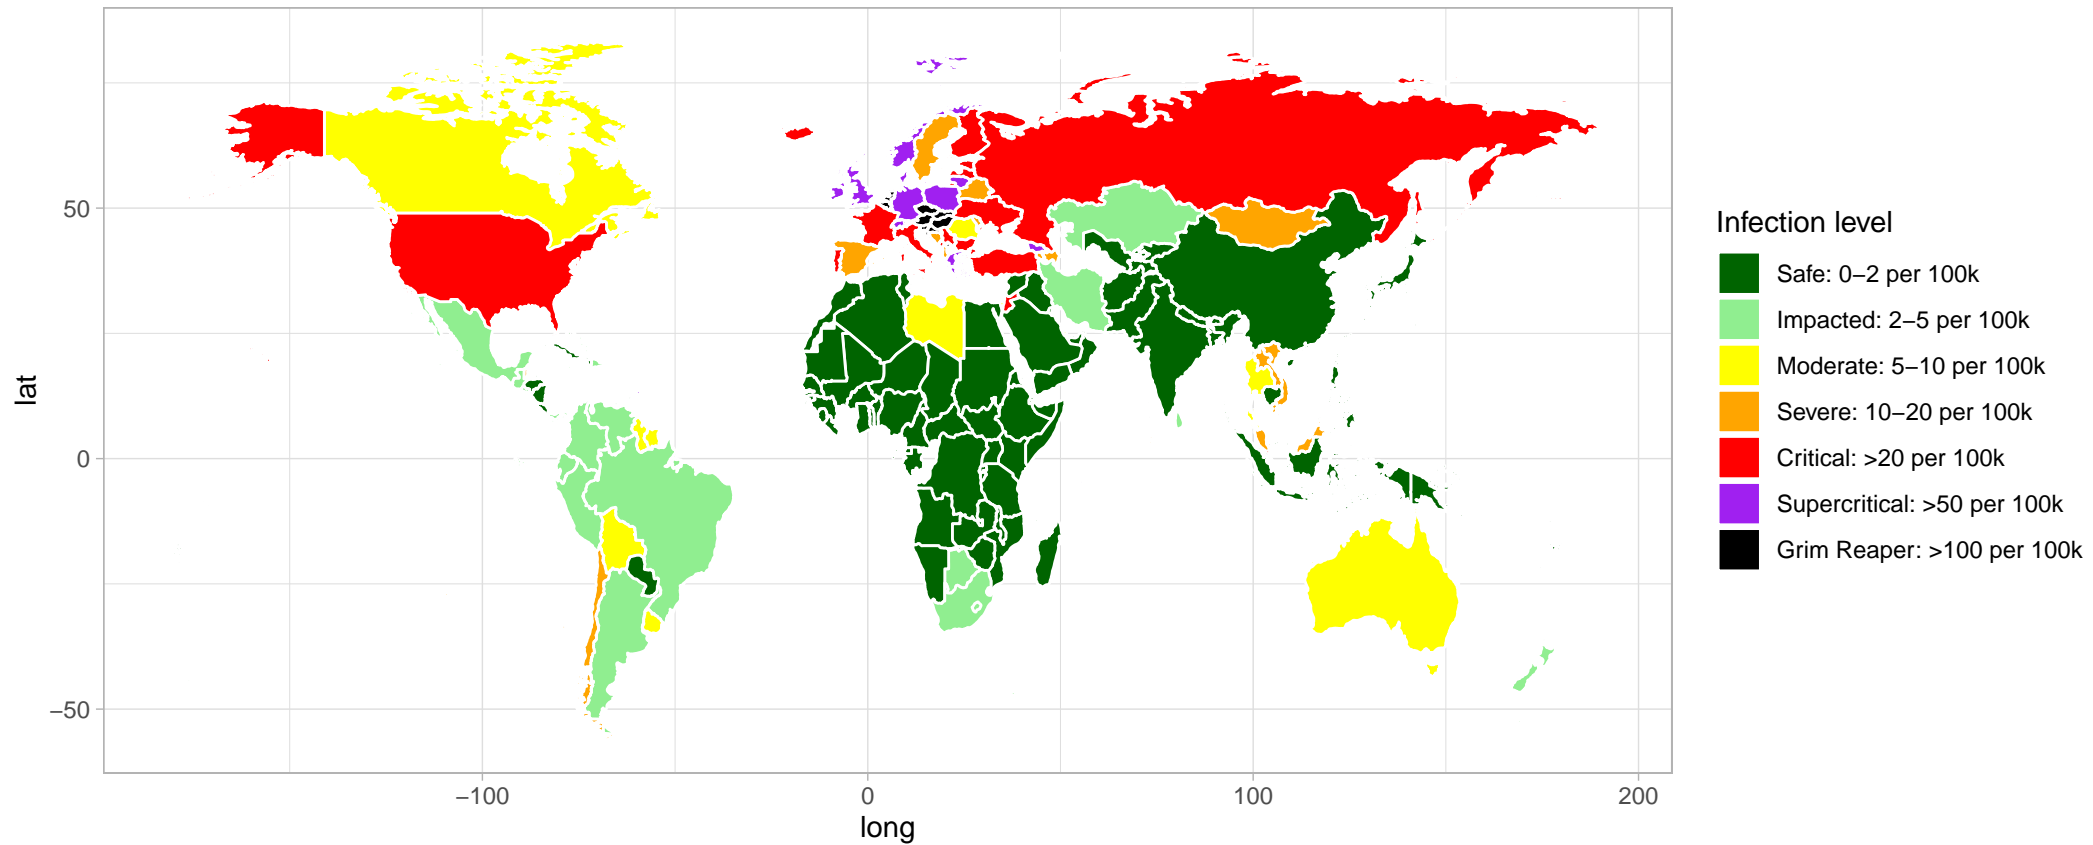 50
0
−50
lat
−100
0
100
200
long
Infection level
Safe: 0−2 per 100k
Impacted: 2−5 per 100k
Moderate: 5−10 per 100k
Severe: 10−20 per 100k
Critical: >20 per 100k
Supercritical: >50 per 100k
Grim Reaper: >100 per 100k